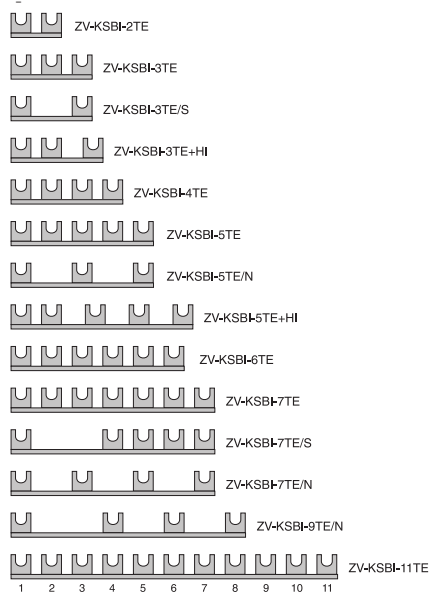 ZV-KSBI-2TE
ZV-KSBI-3TE
ZV-KSBI-3TE/S
ZV-KSBI-3TE+HI
ZV-KSBI-4TE
ZV-KSBI-5TE
ZV-KSBI-5TE/N
ZV-KSBI-5TE+HI
ZV-KSBI-6TE
ZV-KSBI-7TE
ZV-KSBI-7TE/S
ZV-KSBI-7TE/N
ZV-KSBI-9TE/N
ZV-KSBI-11TE
1 2 3 4 5 6 7 8 9 10 11